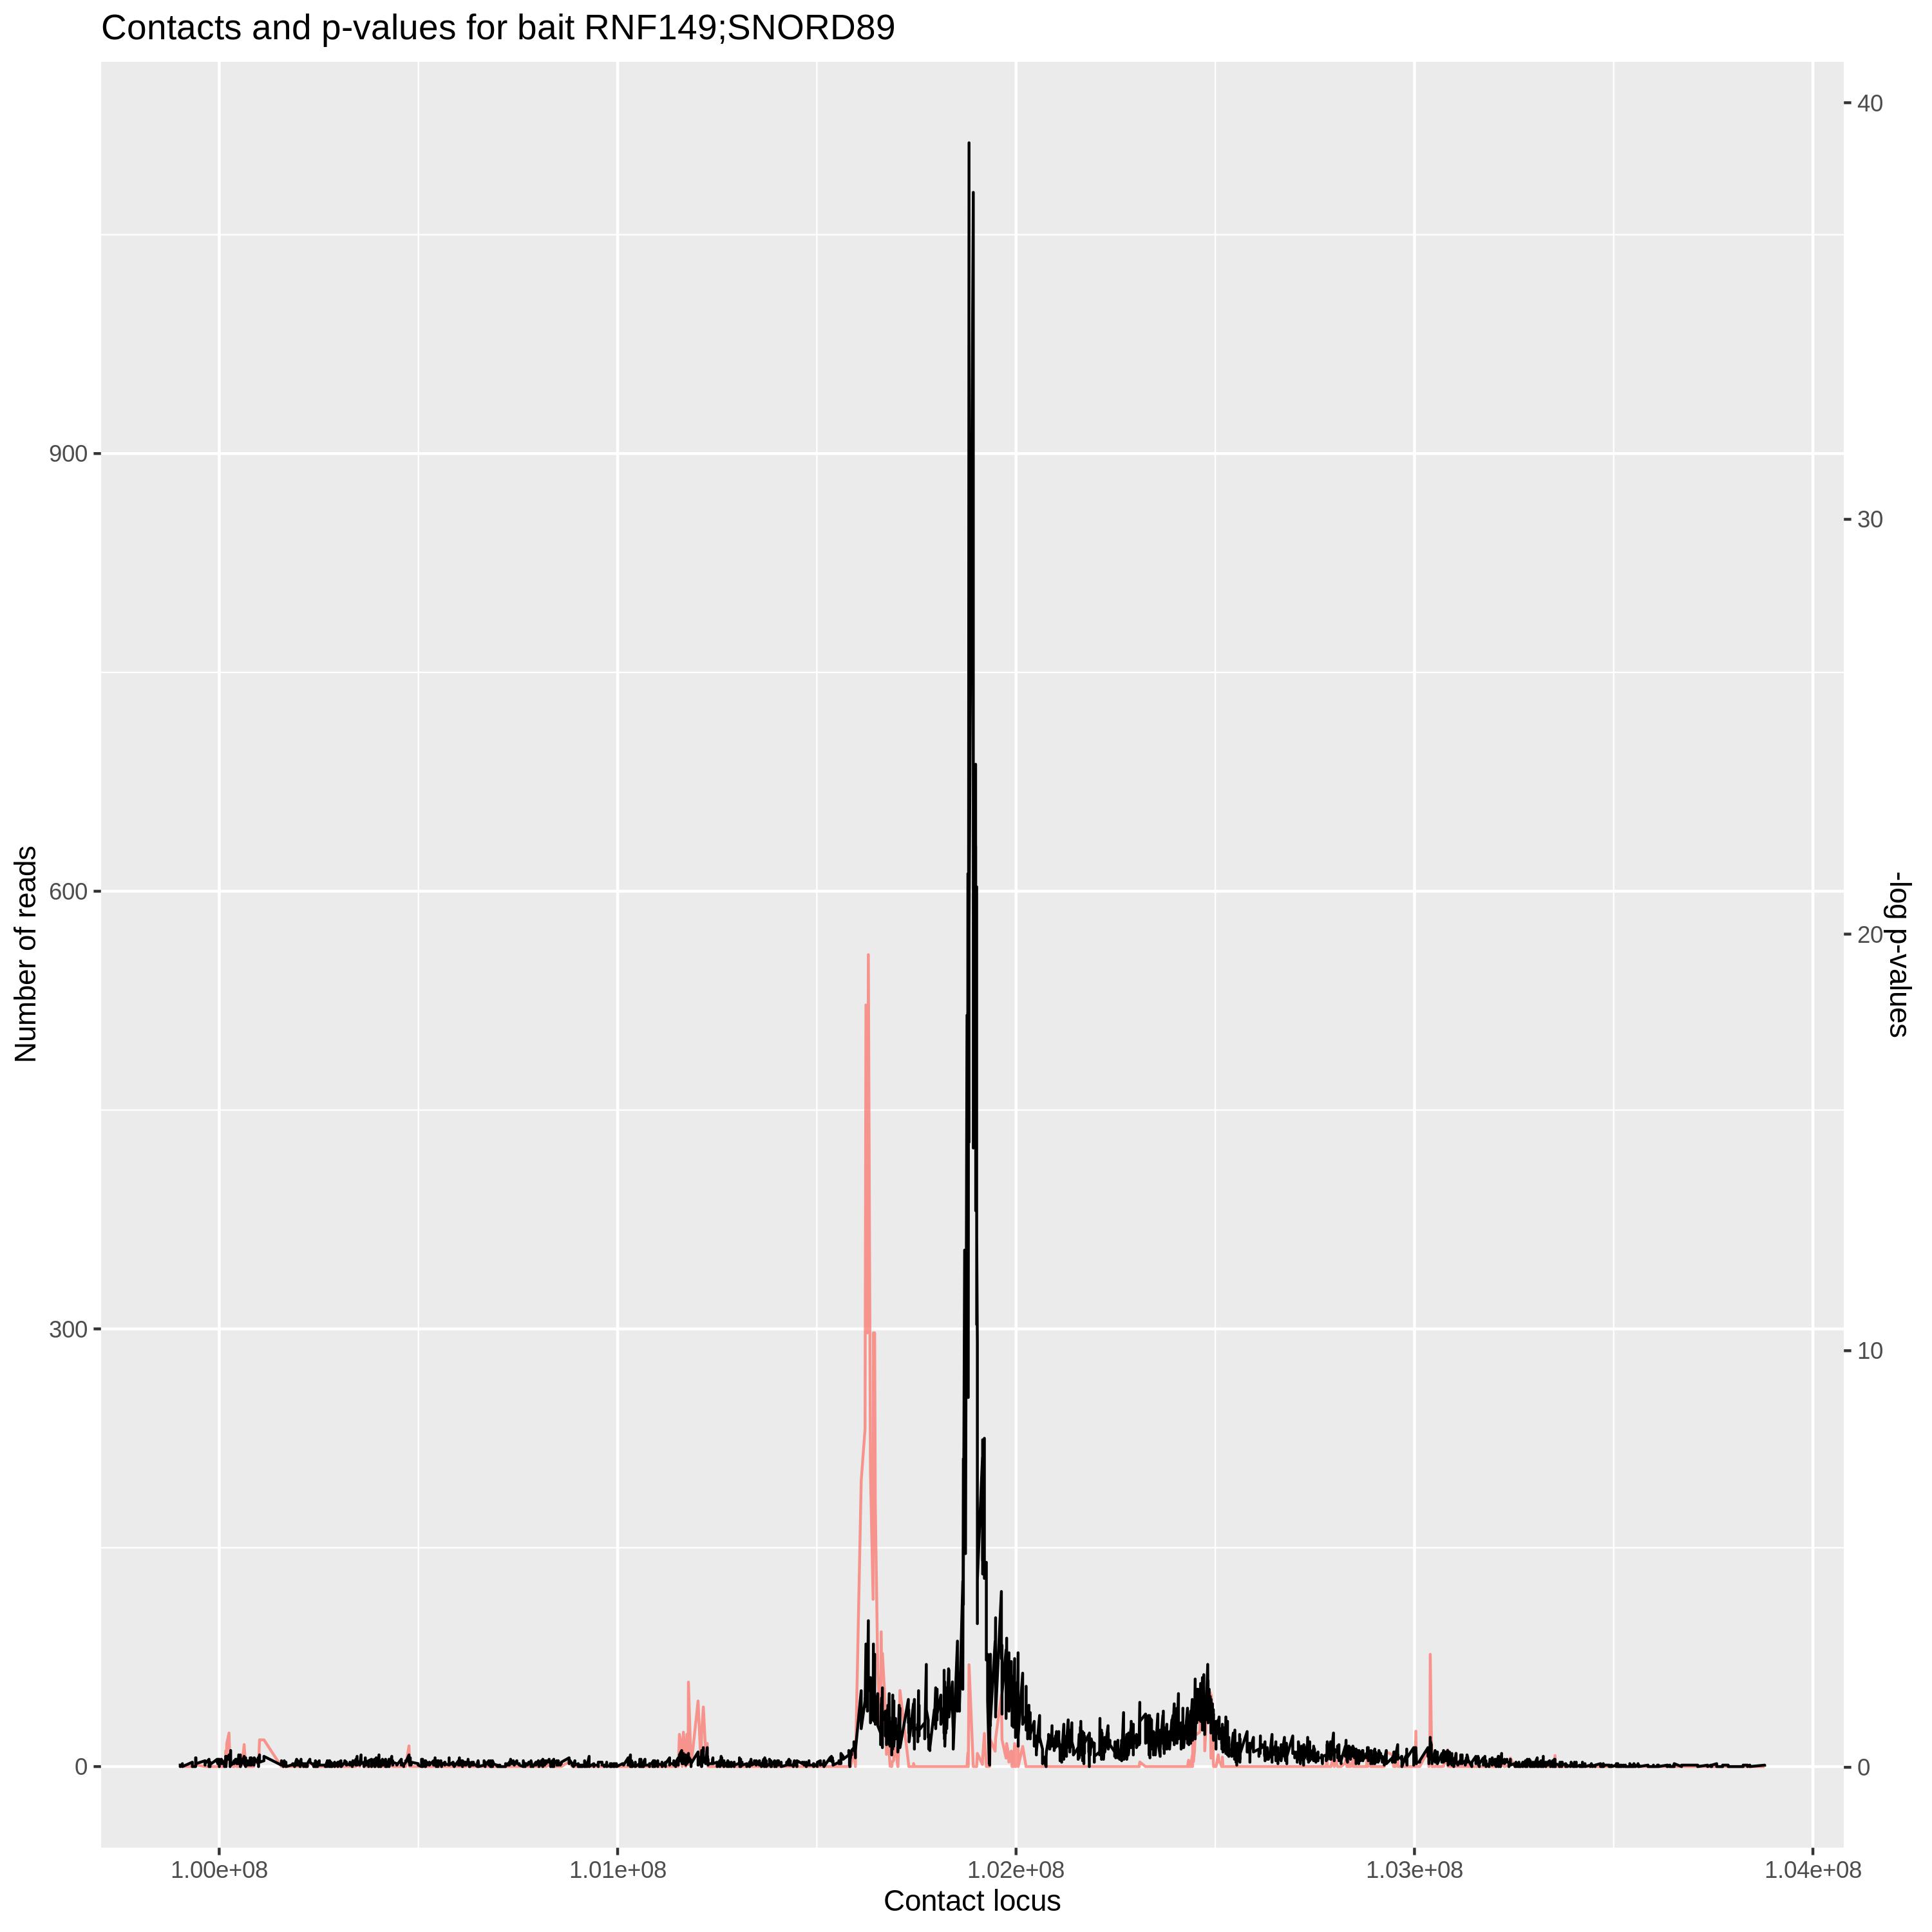 Contacts and p-values for bait RNF149;SNORD89
40
900
30
600
20
Number of reads
-log p-values
300
10
0
0
1.00e+08 1.01e+08 1.02e+08 1.03e+08 1.04e+08
Contact locus